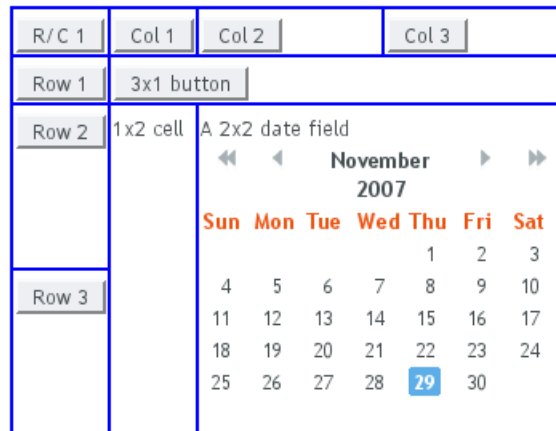 R/C 1 Col 1 Col 2 Col 3
Row 1 3x1 button
Row 2 1x2 cell A 2x2 date field
November
2007
Sun Mon Tue Wed Thu Fri Sat
1 2 3
Row 3 4 5 6 7 8 9 10
11 12 13 14 15 16 17
18 19 20 21 22 23 24
25 26 27 28 29 30